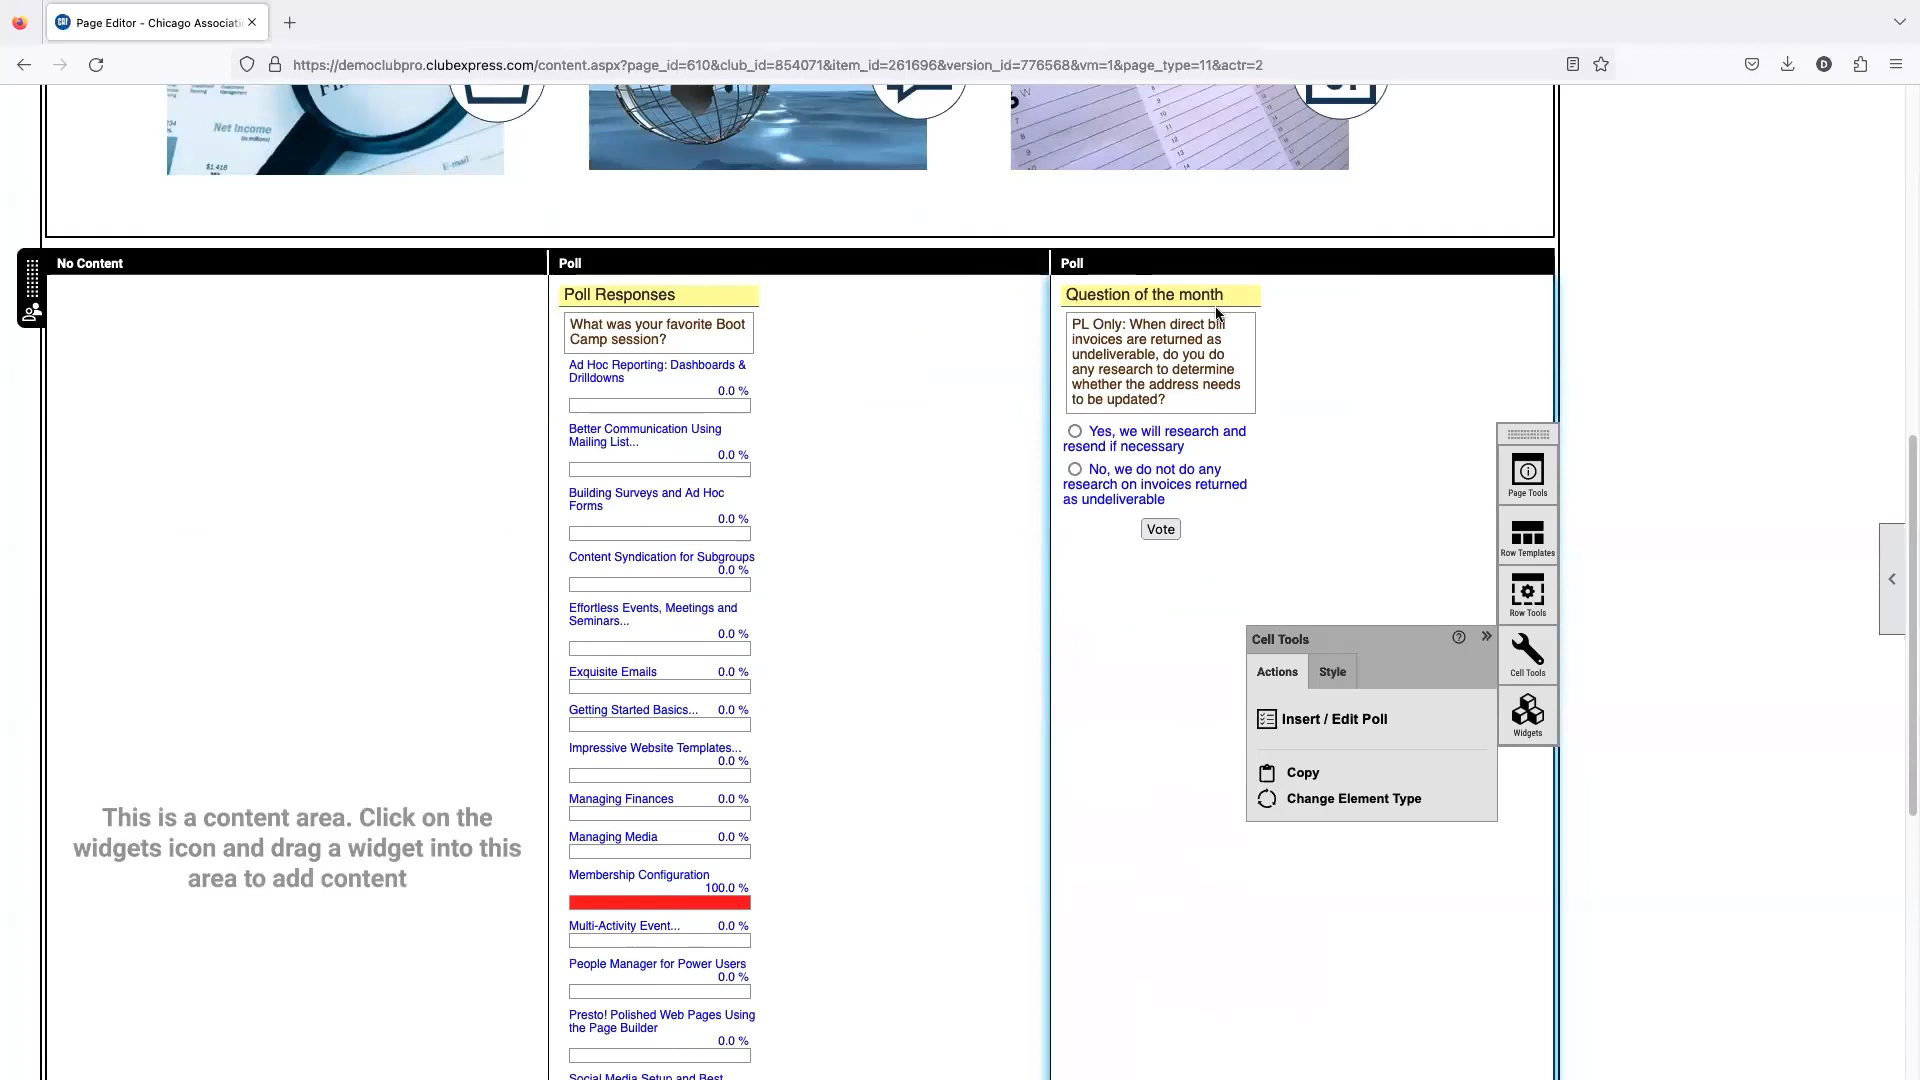 Page Editor - Chicago Associati
https://democlubpro.clubexpress.com/content.aspx?page_id=610&club_id=854071&item_id=261696&version_id=776568&vm=1&page_type=11&actr=2
D
Net Income
(in millions)
$1,418
E-mail:
W
No Content
Poll
Poll
Poll Responses
What was your favorite Boot
Camp session?
Ad Hoc Reporting: Dashboards &
Drilldowns
0.0 %
Better Communication Using
Mailing List...
0.0 %
Building Surveys and Ad Hoc
Forms
0.0 %
Content Syndication for Subgroups
0.0 %
Effortless Events, Meetings and
Seminars...
0.0 %
Exquisite Emails 0.0 %
Getting Started Basics... 0.0 %
Impressive Website Templates...
0.0 %
Managing Finances 0.0 %
Managing Media 0.0 %
Membership Configuration
100.0 %
Multi-Activity Event... 0.0 %
People Manager for Power Users
0.0 %
Presto! Polished Web Pages Using
the Page Builder
0.0 %
Social Media Setup and Best
Question of the month
PL Only: When direct bill
invoices are returned as
undeliverable, do you do
any research to determine
whether the address needs
to be updated?
Yes, we will research and
resend if necessary
No, we do not do any
research on invoices returned
as undeliverable
Vote
This is a content area. Click on the
widgets icon and drag a widget into this
area to add content
Cell Tools
Actions
Style
Insert / Edit Poll
Copy
Change Element Type
Page Tools
Row Templates
Row Tools
Cell Tools
Widgets